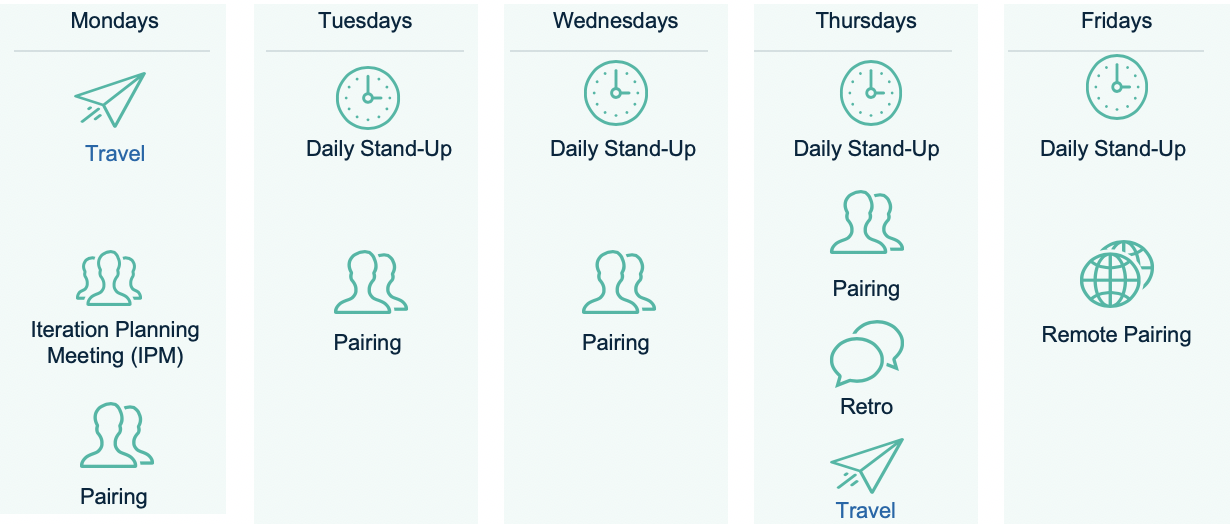 Mondays
Travel
Iteration Planning
Meeting (IPM)
Pairing
Tuesdays
Daily Stand-Up
Pairing
Wednesdays
Daily Stand-Up
Pairing
Thursdays
Daily Stand-Up
Pairing
Retro
Travel
Fridays
Daily Stand-Up
Remote Pairing